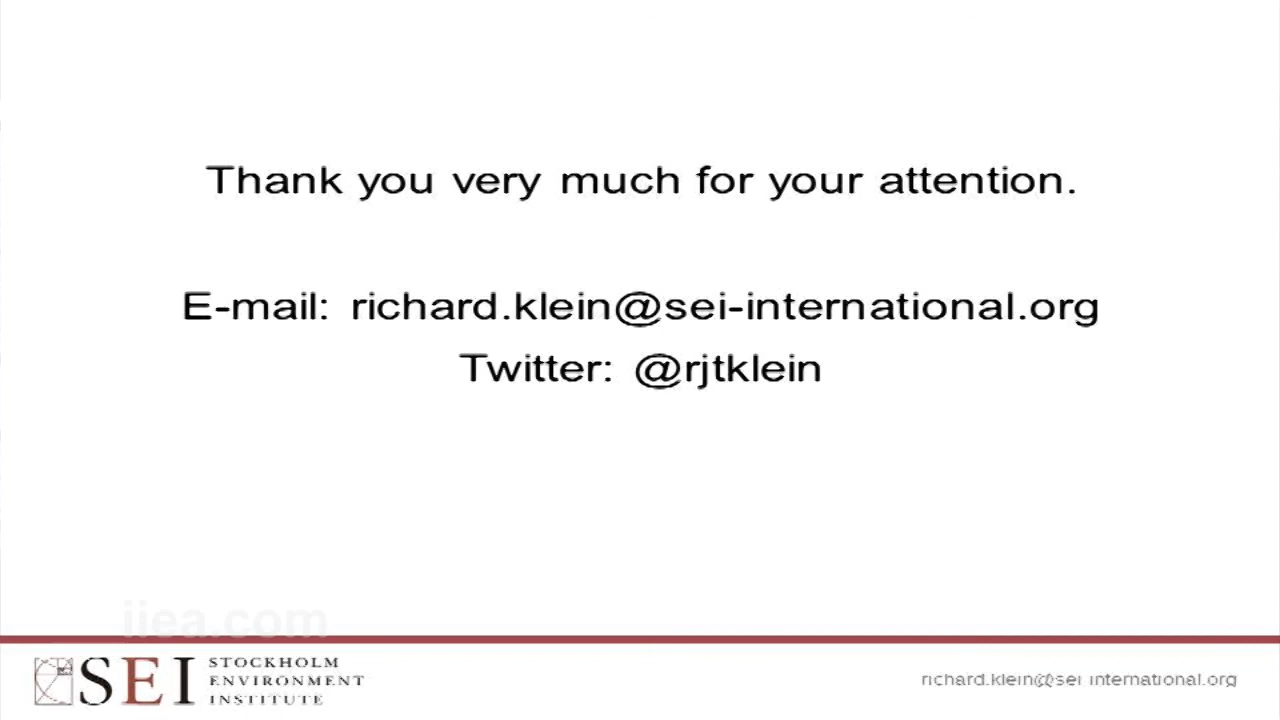 Thank you very much for your attention.
E-mail: richard.klein@sei-international.org
Twitter: @rjtklein
iiea.com
SEI STOCKHOLM
ENVIRONMENT
INSTITUTE
richard.klein@sei-international.org